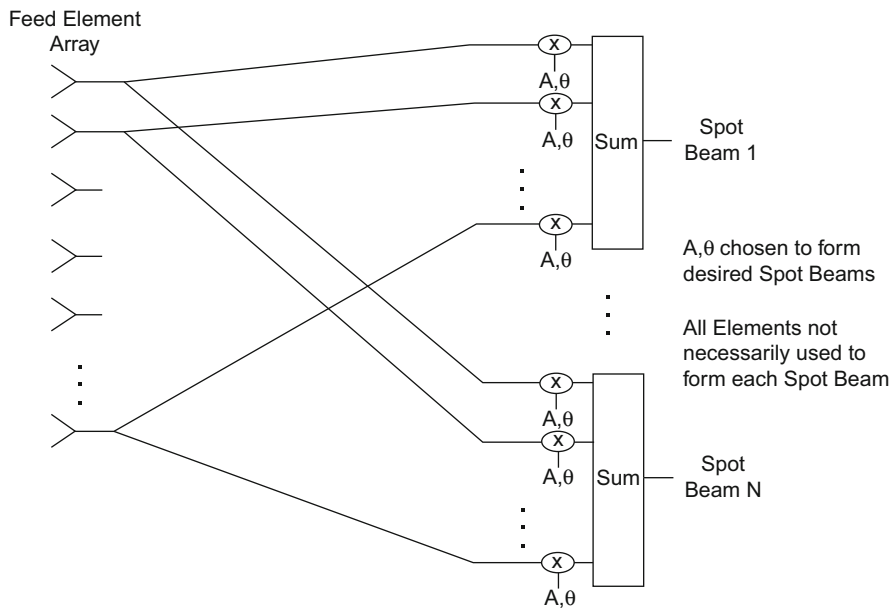 Feed Element
Array
X
A,θ
X
A,θ
Sum
Spot
Beam 1
X
A,θ
A,θ chosen to form
desired Spot Beams
All Elements not
necessarily used to
form each Spot Beam
X
A,θ
X
A,θ
Sum
Spot
Beam N
X
A,θ